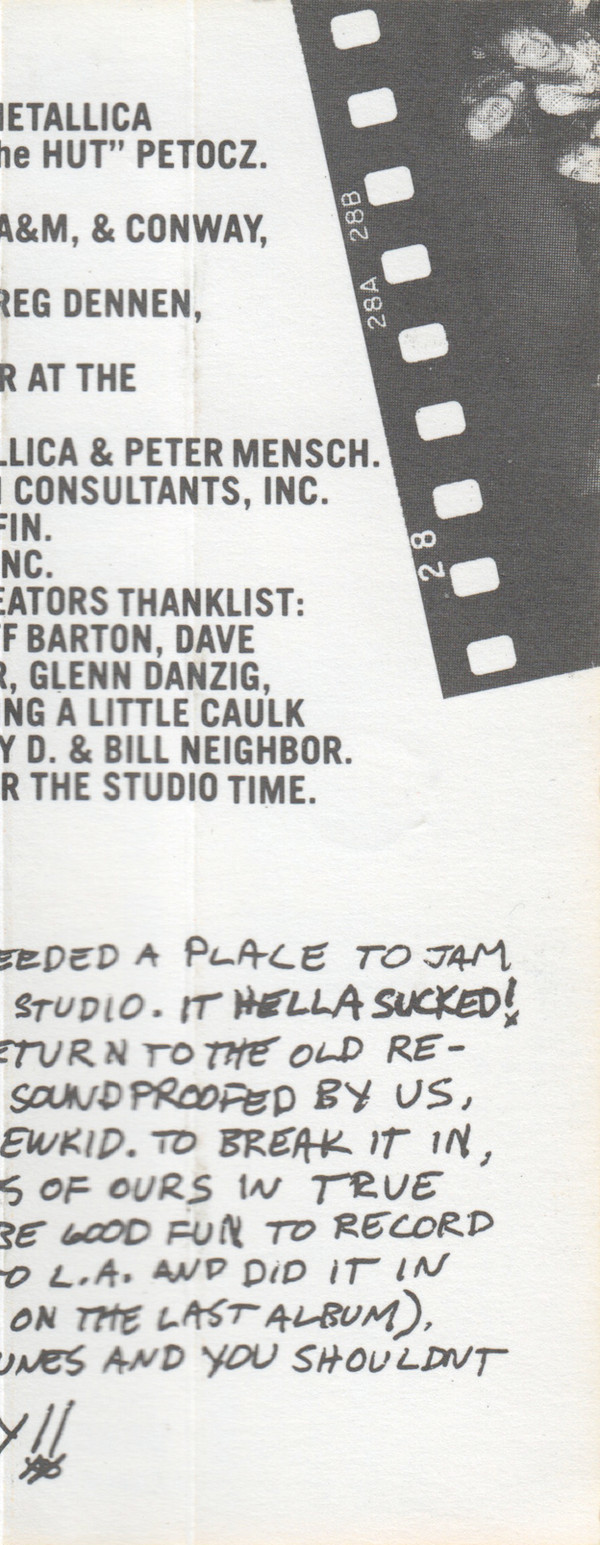 METALLICA
he HUT" PETOCZ.
A&M, & CONWAY,
REG DENNEN,
R AT THE
LLICA & PETER MENSCH.
CONSULTANTS, INC.
FIN.
NC.
EATORS THANKLIST:
F BARTON, DAVE
R, GLENN DANZIG,
NG A LITTLE CAULK
Y D. & BILL NEIGHBOR.
R THE STUDIO TIME.
28B
28A
28
EEDED A PLACE TO JAM
STUDIO. IT HELLA SUCKED!
ETURN TO THE OLD RE-
SOUNDPROOFED BY US,
EWKID. TO BREAK IT IN,
S OF OURS IN TRUE
BE GOOD FUN TO RECORD
O L.A. AND DID IT IN
ON THE LAST ALBUM).
UNES AND YOU SHOULDNT
Y!!